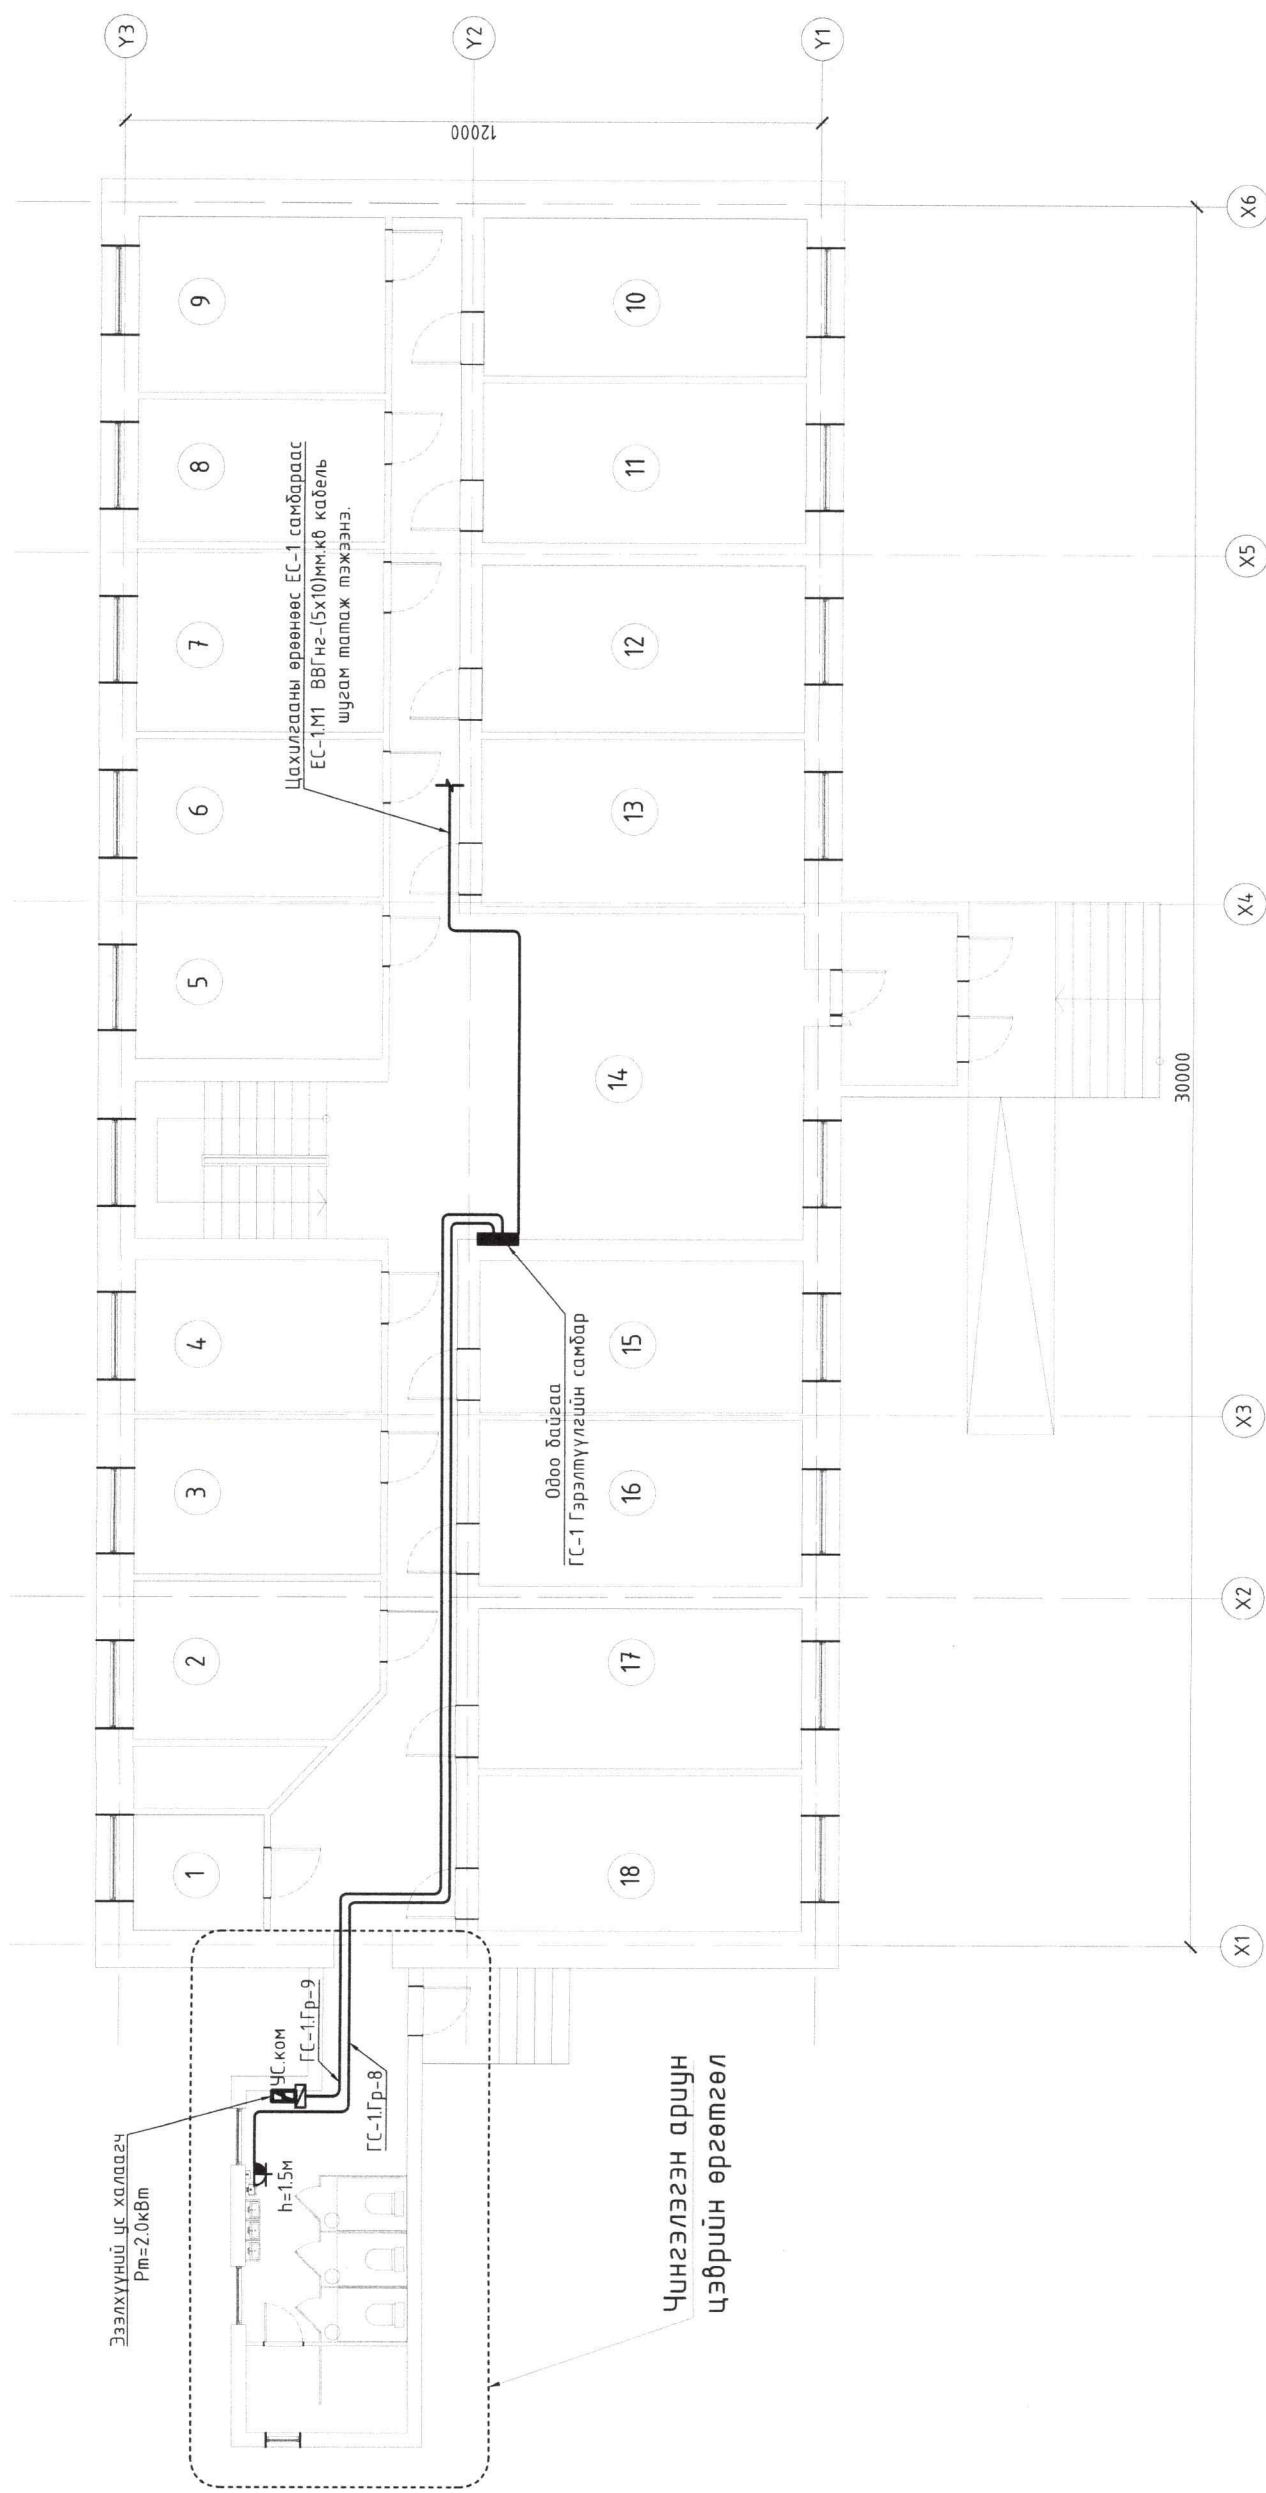 Y3
Y2
Y1
12000
9
8
7
6
5
4
3
2
1
Цахилгааны өрөөнөөс ЕС-1 самбараас
ЕС-1.М1 ВВГнг-(5х10)мм.кв кабель
шугам татаж тэжээнэ.
10
11
12
13
14
15
16
17
18
Одоо байгаа
ГС-1 Гэрэлтүүлгийн самбар
30000
Эзэлхүүний ус халаагч
Рт=2.0кВт
УС.ком
ГС-1.Гр-9
ГС-1.Гр-8
h=1.5м
Чингэлэгэн ариун
цэврийн өргөтгөл
X1
X2
X3
X4
X5
X6